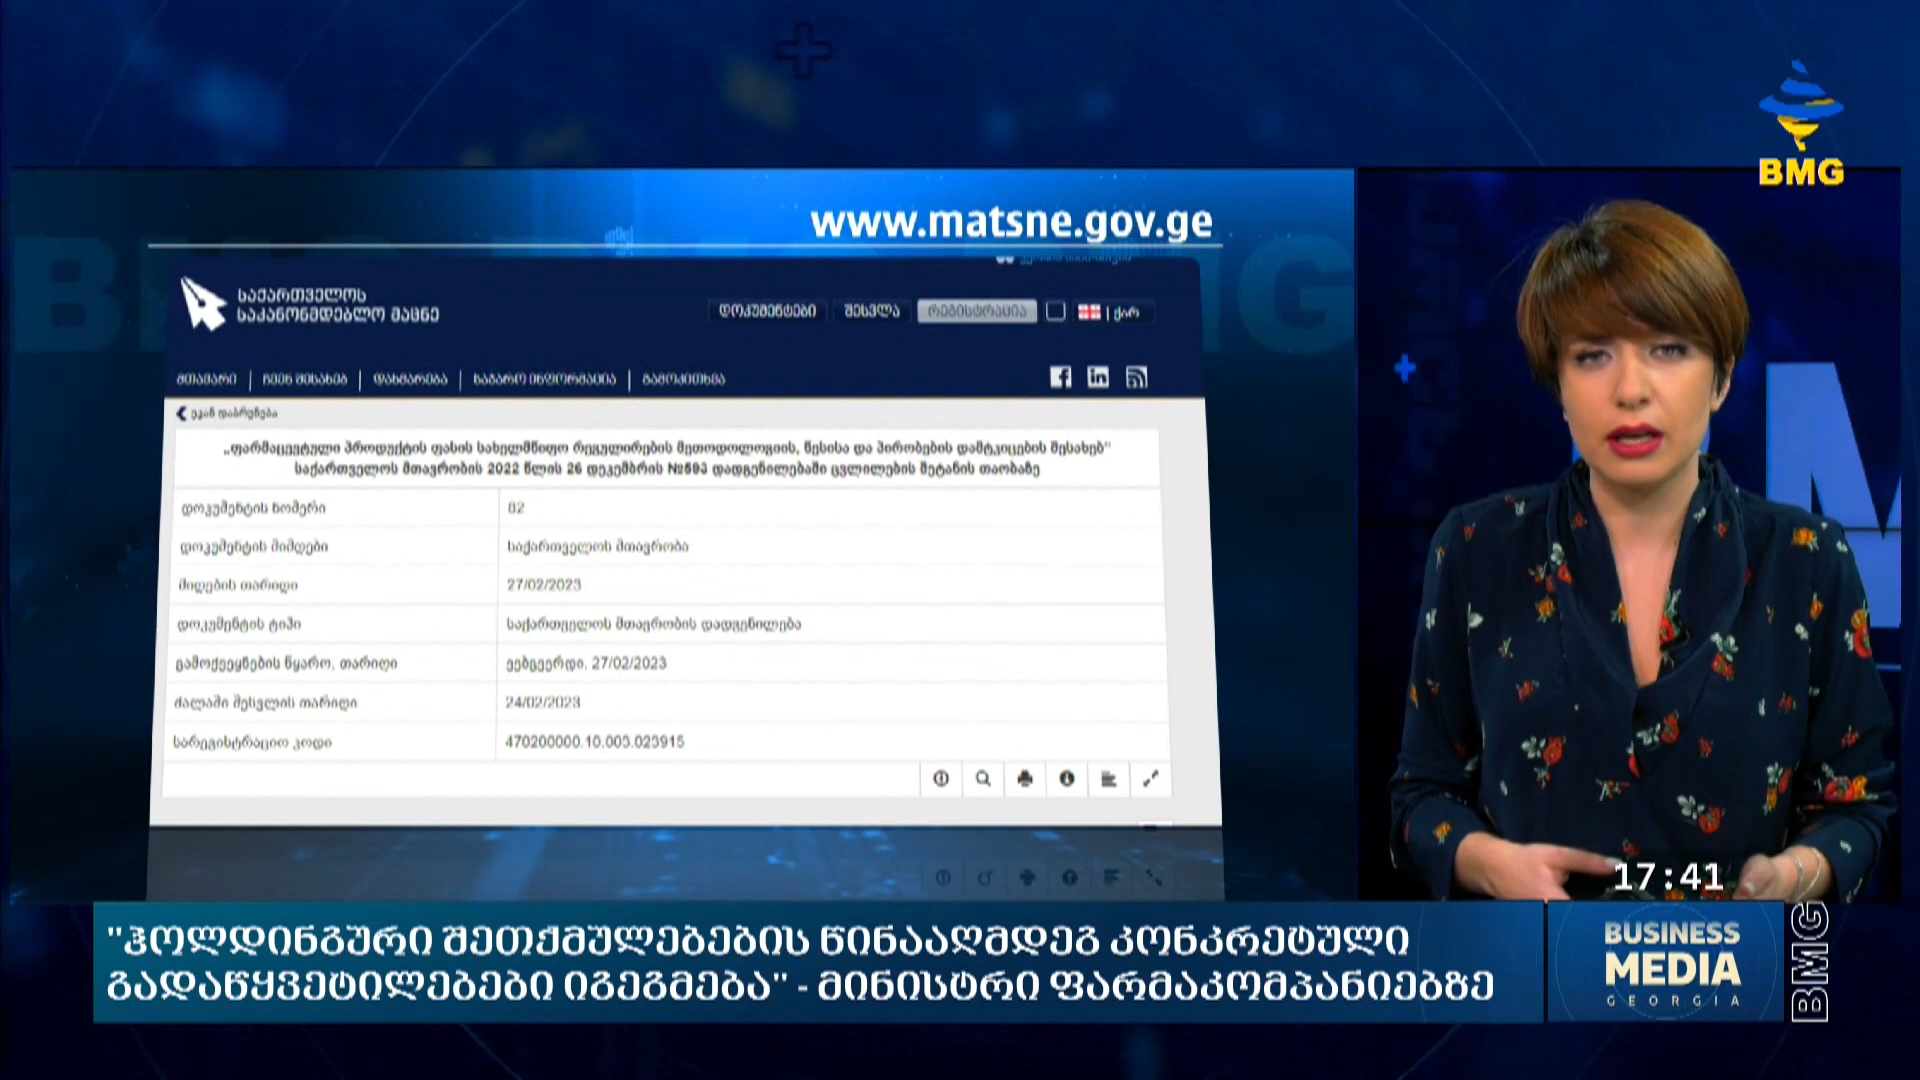 BMG
www.matsne.gov.ge
საქართველოს
საკანონმდებლო მაცნე
დოკუმენტები შესვლა რეგისტრაცია | ქარ
მთავარი | ჩვენ შესახებ | დახმარება | საჯარო ინფორმაცია | გამოკითხვა
უკან დაბრუნება
„ფარმაცევტული პროდუქტის ფასის სახელმწიფო რეგულირების მეთოდოლოგიის, წესისა და პირობების დამტკიცების შესახებ“
საქართველოს მთავრობის 2022 წლის 26 დეკემბრის №593 დადგენილებაში ცვლილების შეტანის თაობაზე
დოკუმენტის ნომერი 82
დოკუმენტის მიმღები საქართველოს მთავრობა
მიღების თარიღი 27/02/2023
დოკუმენტის ტიპი საქართველოს მთავრობის დადგენილება
გამოქვეყნების წყარო, თარიღი ვებგვერდი, 27/02/2023
ძალაში შესვლის თარიღი 24/02/2023
სარეგისტრაციო კოდი 470200000.10.003.023915
17:41
"ჰოლდინგური შეთქმულებების წინააღმდეგ კონკრეტული
გადაწყვეტილებები იგეგმება" - მინისტრი ფარმაკომპანიებზე
BUSINESS
MEDIA
GEORGIA
BMG